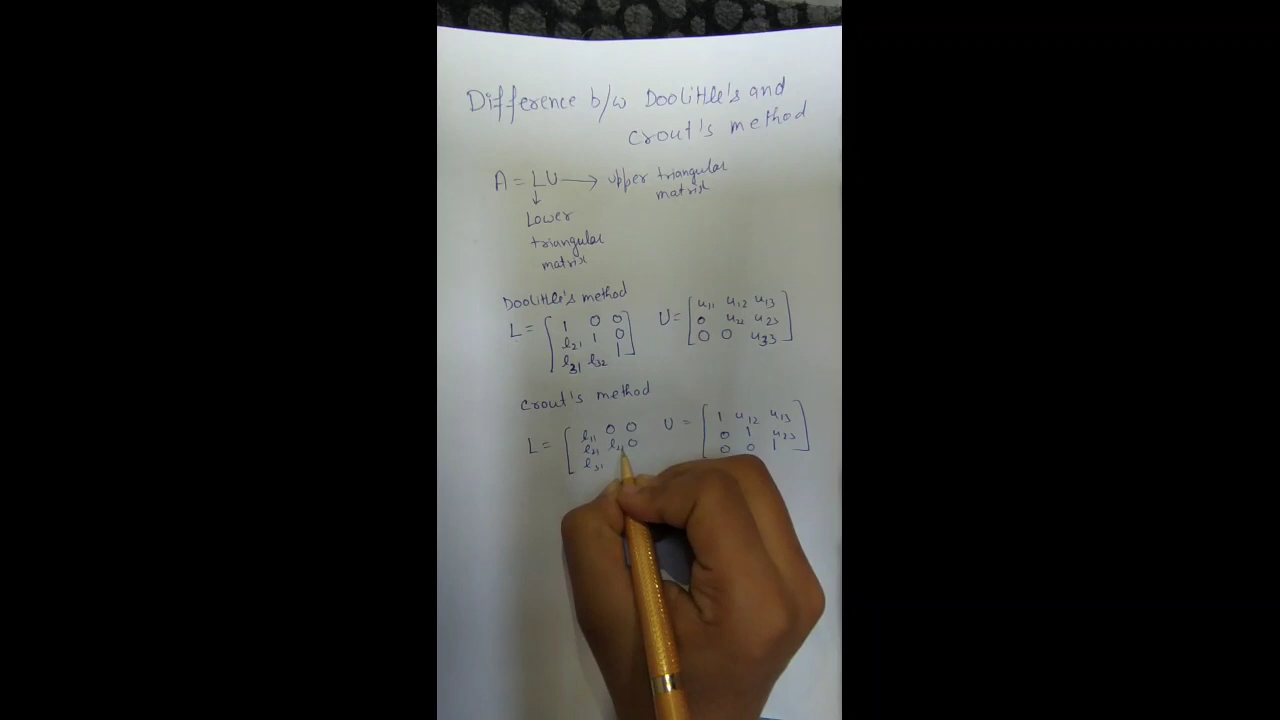 Difference b/w Doolittle's and
Crout's method
A = LU → upper triangular
matrix
↓
Lower
triangular
matrix
Doolittle's method
L = [ 1 0 0 U = [ u11 u12 u13
l21 1 0 0 u22 u23
l31 l32 1 ] 0 0 u33 ]
Crout's method
L = [ l11 0 0 U = [ 1 u12 u13
l21 0 0 1 u23
l31 0 0 1 ]